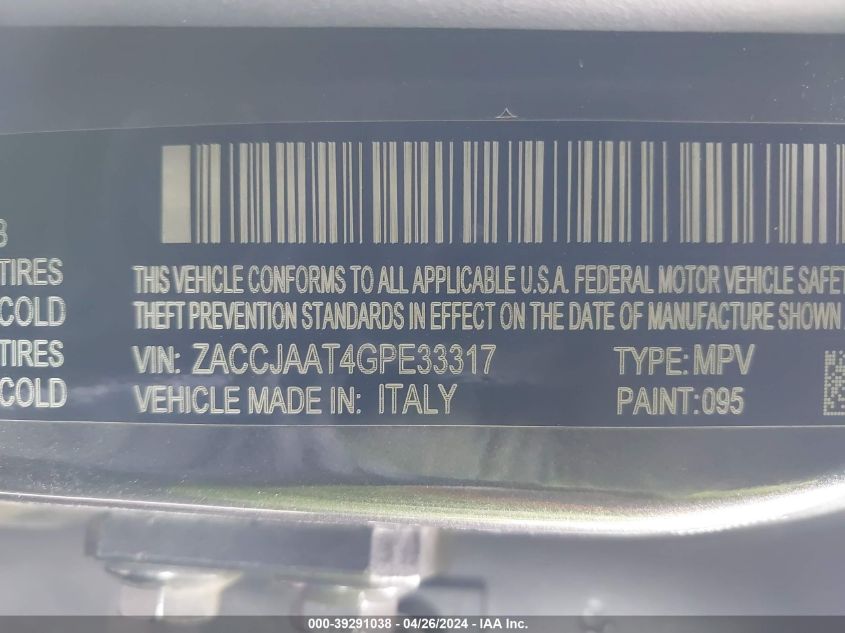 B
TIRES
COLD
TIRES
COLD
THIS VEHICLE CONFORMS TO ALL APPLICABLE U.S.A. FEDERAL MOTOR VEHICLE SAFET
THEFT PREVENTION STANDARDS IN EFFECT ON THE DATE OF MANUFACTURE SHOWN
VIN: ZACCJAAT4GPE33317 TYPE: MPV
VEHICLE MADE IN: ITALY PAINT: 095
000-39291038 / 04/26/2024 - IAA Inc.